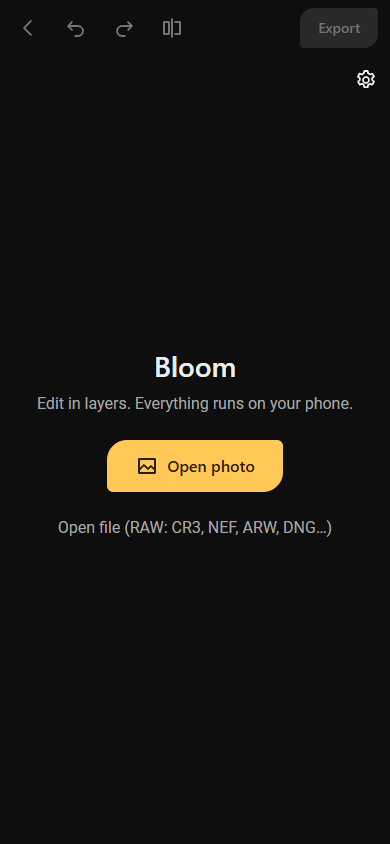 Export
Bloom
Edit in layers. Everything runs on your phone.
Open photo
Open file (RAW: CR3, NEF, ARW, DNG…)